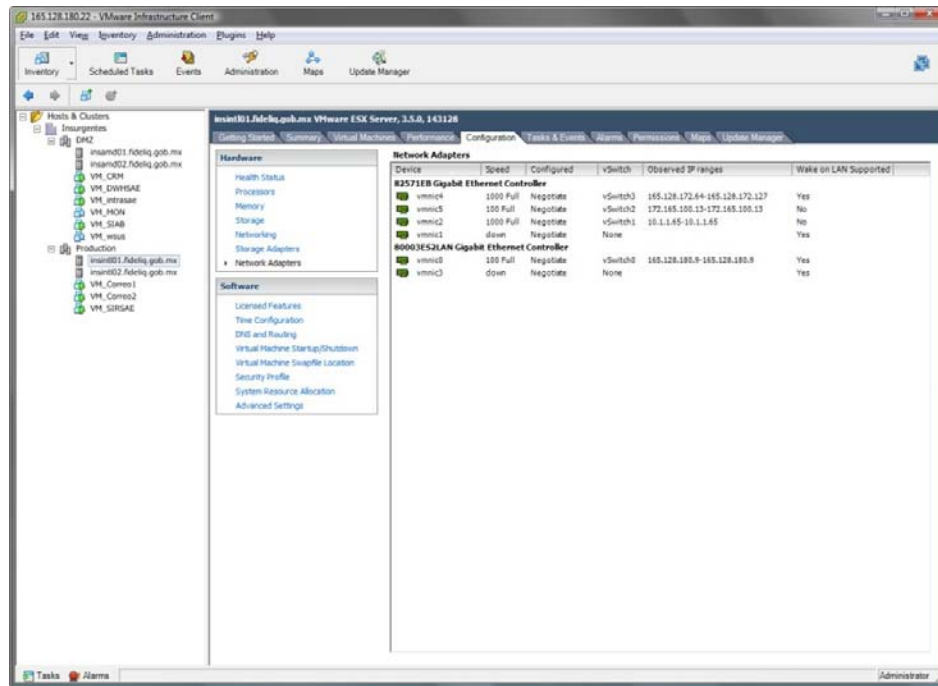 165.128.180.22 - VMware Infrastructure Client
File Edit View Inventory Administration Plugins Help
Inventory Scheduled Tasks Events Administration Maps Update Manager
Hosts & Clusters
Insurgentes
DMZ
insamd01.fideliq.gob.mx
insamd02.fideliq.gob.mx
VM_CRM
VM_DWHSAE
VM_intrasae
VM_MON
VM_SIAB
VM_wsus
Production
insintl01.fideliq.gob.mx
insintl02.fideliq.gob.mx
VM_Correo1
VM_Correo2
VM_SIRSAE
insintl01.fideliq.gob.mx VMware ESX Server, 3.5.0, 143128
Getting Started Summary Virtual Machines Performance Configuration Tasks & Events Alarms Permissions Maps Update Manager
Hardware
Health Status
Processors
Memory
Storage
Networking
Storage Adapters
Network Adapters
Software
Licensed Features
Time Configuration
DNS and Routing
Virtual Machine Startup/Shutdown
Virtual Machine Swapfile Location
Security Profile
System Resource Allocation
Advanced Settings
Network Adapters
Device Speed Configured vSwitch Observed IP ranges Wake on LAN Supported
82571EB Gigabit Ethernet Controller
vmnic4 1000 Full Negotiate vSwitch3 165.128.172.64-165.128.172.127 Yes
vmnic5 1000 Full Negotiate vSwitch2 172.165.100.13-172.165.100.13 No
vmnic2 1000 Full Negotiate vSwitch1 10.1.1.65-10.1.1.65 No
vmnic1 down Negotiate None Yes
80003ES2LAN Gigabit Ethernet Controller
vmnic0 100 Full Negotiate vSwitch0 165.128.180.9-165.128.180.9 Yes
vmnic3 down Negotiate None Yes
Tasks Alarms Administrator